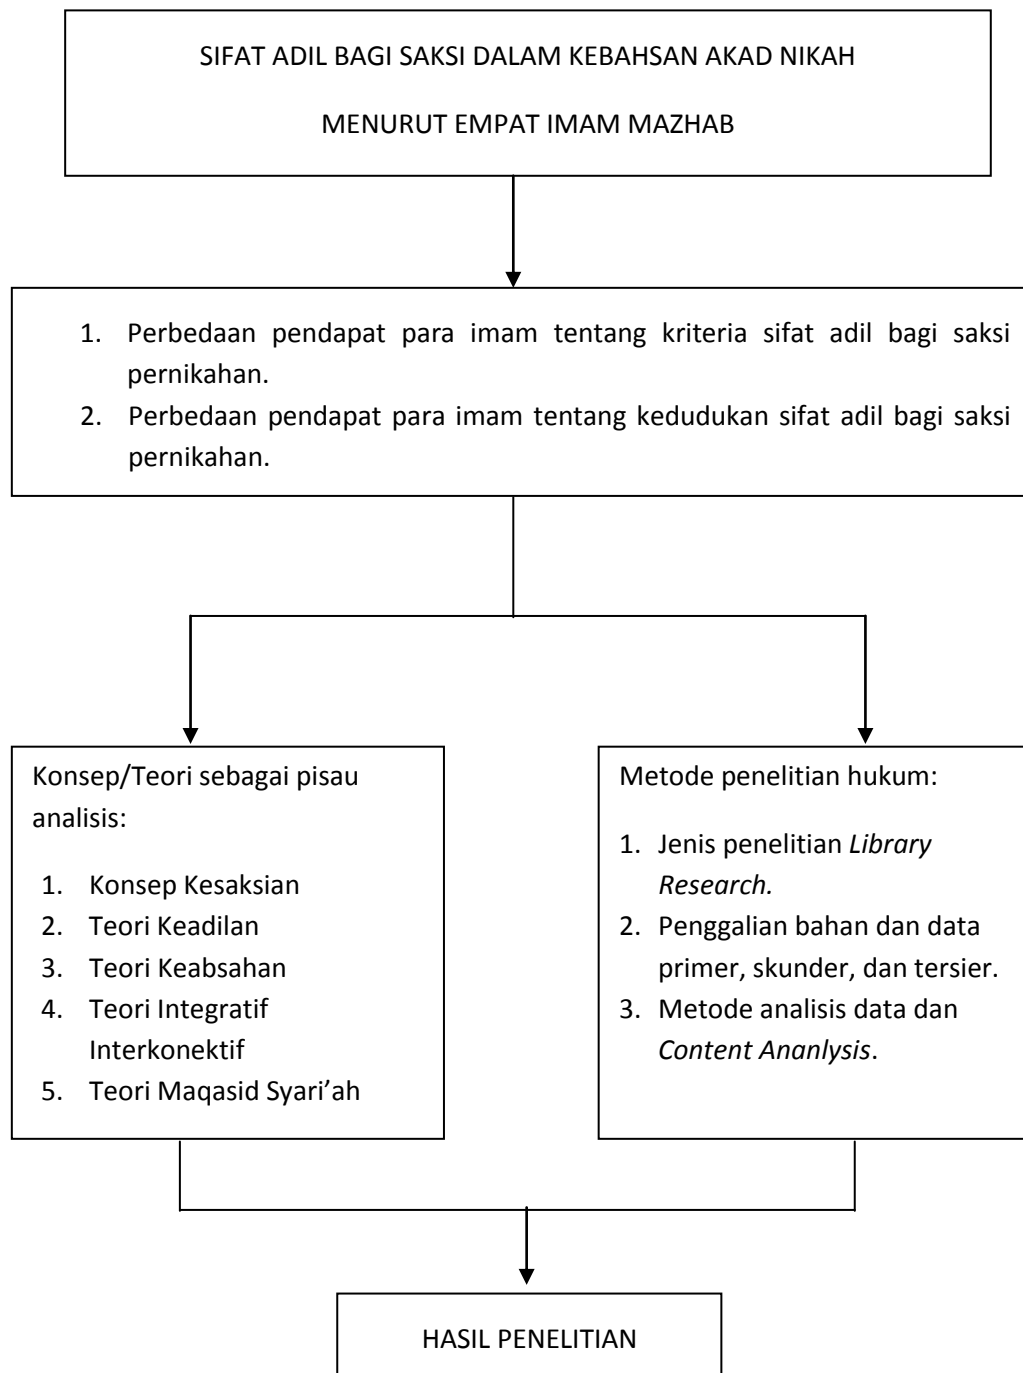 SIFAT ADIL BAGI SAKSI DALAM KEBAHSAN AKAD NIKAH
MENURUT EMPAT IMAM MAZHAB
1. Perbedaan pendapat para imam tentang kriteria sifat adil bagi saksi
pernikahan.
2. Perbedaan pendapat para imam tentang kedudukan sifat adil bagi saksi
pernikahan.
Konsep/Teori sebagai pisau
analisis:
1. Konsep Kesaksian
2. Teori Keadilan
3. Teori Keabsahan
4. Teori Integratif
Interkonektif
5. Teori Maqasid Syari’ah
Metode penelitian hukum:
1. Jenis penelitian Library
Research.
2. Penggalian bahan dan data
primer, skunder, dan tersier.
3. Metode analisis data dan
Content Ananlysis.
HASIL PENELITIAN